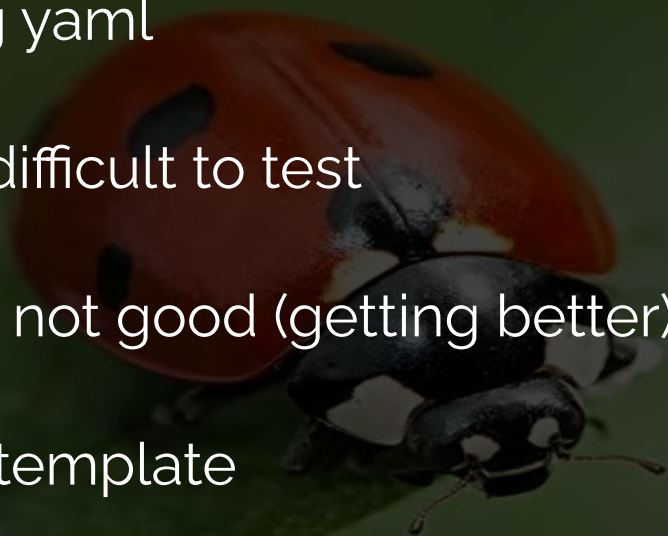 yaml
difficult to test
not good (getting better)
template